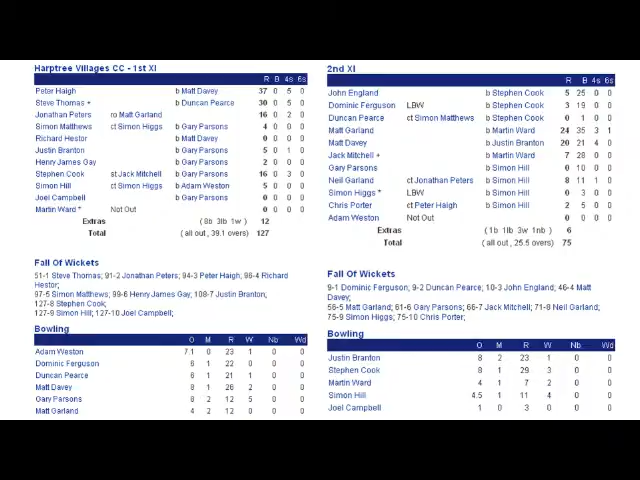 Harptree Villages CC - 1st XI
R B 4s 6s
Peter Haigh b Matt Davey 37 0 5 0
Steve Thomas + b Duncan Pearce 30 0 5 0
Jonathan Peters ro Matt Garland 16 0 2 0
Simon Matthews ct Simon Higgs b Gary Parsons 4 0 0 0
Richard Hestor b Matt Davey 0 0 0 0
Justin Branton b Gary Parsons 5 0 1 0
Henry James Gay b Gary Parsons 2 0 0 0
Stephen Cook st Jack Mitchell b Gary Parsons 16 0 3 0
Simon Hill ct Simon Higgs b Adam Weston 5 0 0 0
Joel Campbell b Gary Parsons 0 0 0 0
Martin Ward * Not Out 0 0 0 0
Extras ( 8b 3lb 1w ) 12
Total ( all out , 39.1 overs) 127
Fall Of Wickets
51-1 Steve Thomas; 91-2 Jonathan Peters; 94-3 Peter Haigh; 96-4 Richard
Hestor;
97-5 Simon Matthews; 99-6 Henry James Gay; 108-7 Justin Branton;
127-8 Stephen Cook;
127-9 Simon Hill; 127-10 Joel Campbell;
Bowling
O M R W Nb Wd
Adam Weston 7.1 0 23 1 0 0
Dominic Ferguson 6 1 22 0 0 0
Duncan Pearce 6 1 21 1 0 0
Matt Davey 8 1 26 2 0 0
Gary Parsons 8 2 12 5 0 0
Matt Garland 4 2 12 0 0 0
2nd XI
R B 4s 6s
John England b Stephen Cook 5 25 0 0
Dominic Ferguson LBW b Stephen Cook 3 19 0 0
Duncan Pearce ct Simon Matthews b Stephen Cook 0 1 0 0
Matt Garland b Martin Ward 24 35 3 1
Matt Davey b Justin Branton 20 21 4 0
Jack Mitchell + b Martin Ward 7 28 0 0
Gary Parsons b Simon Hill 0 10 0 0
Neil Garland ct Jonathan Peters b Simon Hill 8 11 1 0
Simon Higgs * LBW b Simon Hill 0 3 0 0
Chris Porter ct Peter Haigh b Simon Hill 2 5 0 0
Adam Weston Not Out 0 0 0 0
Extras ( 1b 1lb 3w 1nb ) 6
Total ( all out , 25.5 overs) 75
Fall Of Wickets
9-1 Dominic Ferguson; 9-2 Duncan Pearce; 10-3 John England; 46-4 Matt
Davey;
56-5 Matt Garland; 61-6 Gary Parsons; 66-7 Jack Mitchell; 71-8 Neil Garland;
75-9 Simon Higgs; 75-10 Chris Porter;
Bowling
O M R W Nb Wd
Justin Branton 8 2 23 1 0 0
Stephen Cook 8 1 29 3 0 0
Martin Ward 4 1 7 2 0 0
Simon Hill 4.5 1 11 4 0 0
Joel Campbell 1 0 3 0 0 0